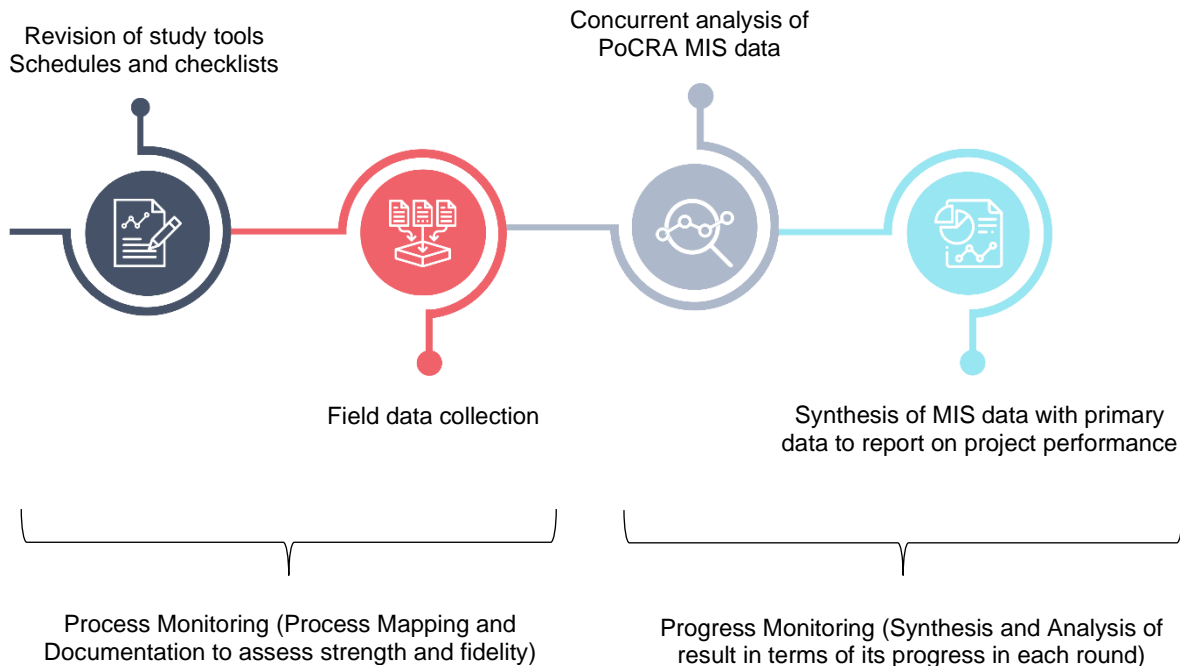 Revision of study tools
Schedules and checklists
Concurrent analysis of
PoCRA MIS data
Field data collection
Synthesis of MIS data with primary
data to report on project performance
Process Monitoring (Process Mapping and
Documentation to assess strength and fidelity)
Progress Monitoring (Synthesis and Analysis of
result in terms of its progress in each round)